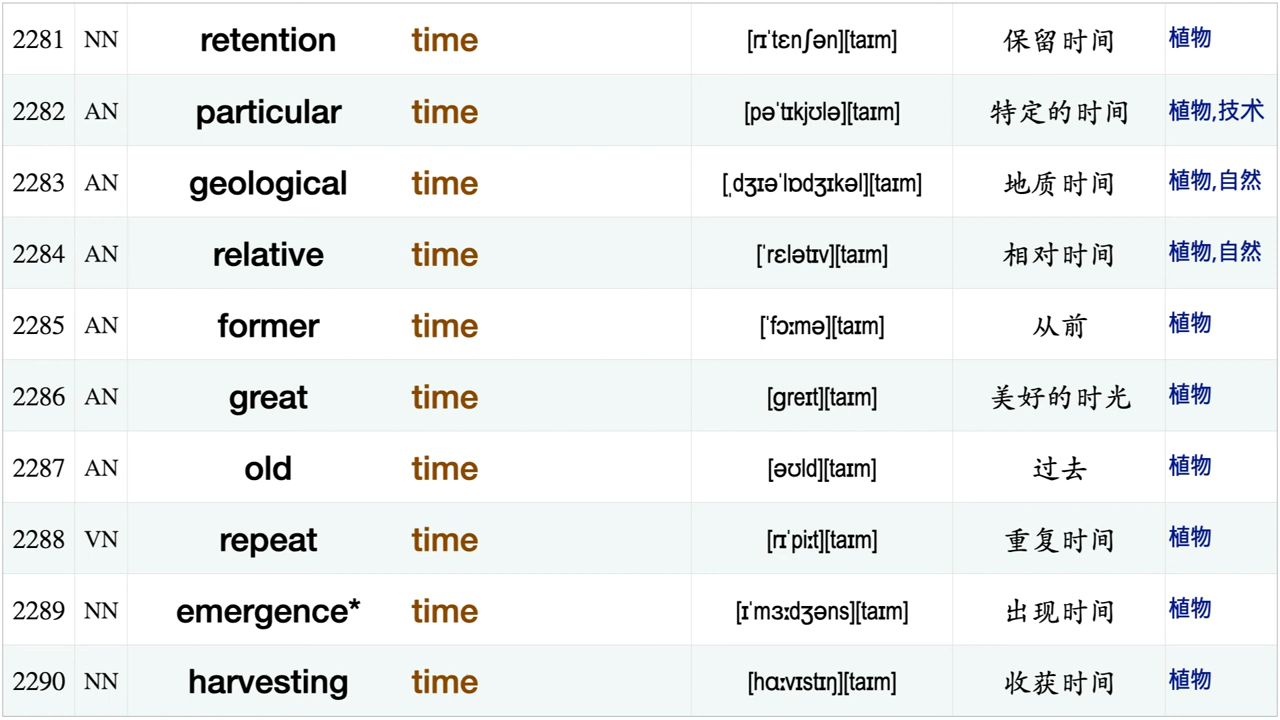 2281 NN retention time [rɪˈtɛnʃən][taɪm] 保留时间 植物
2282 AN particular time [pəˈtɪkjʊlə][taɪm] 特定的时间 植物,技术
2283 AN geological time [ˌdʒɪəˈlɒdʒɪkəl][taɪm] 地质时间 植物,自然
2284 AN relative time [ˈrɛlətɪv][taɪm] 相对时间 植物,自然
2285 AN former time [ˈfɔːmə][taɪm] 从前 植物
2286 AN great time [ɡreɪt][taɪm] 美好的时光 植物
2287 AN old time [əʊld][taɪm] 过去 植物
2288 VN repeat time [rɪˈpiːt][taɪm] 重复时间 植物
2289 NN emergence* time [ɪˈmɜːdʒəns][taɪm] 出现时间 植物
2290 NN harvesting time [hɑːvɪstɪŋ][taɪm] 收获时间 植物